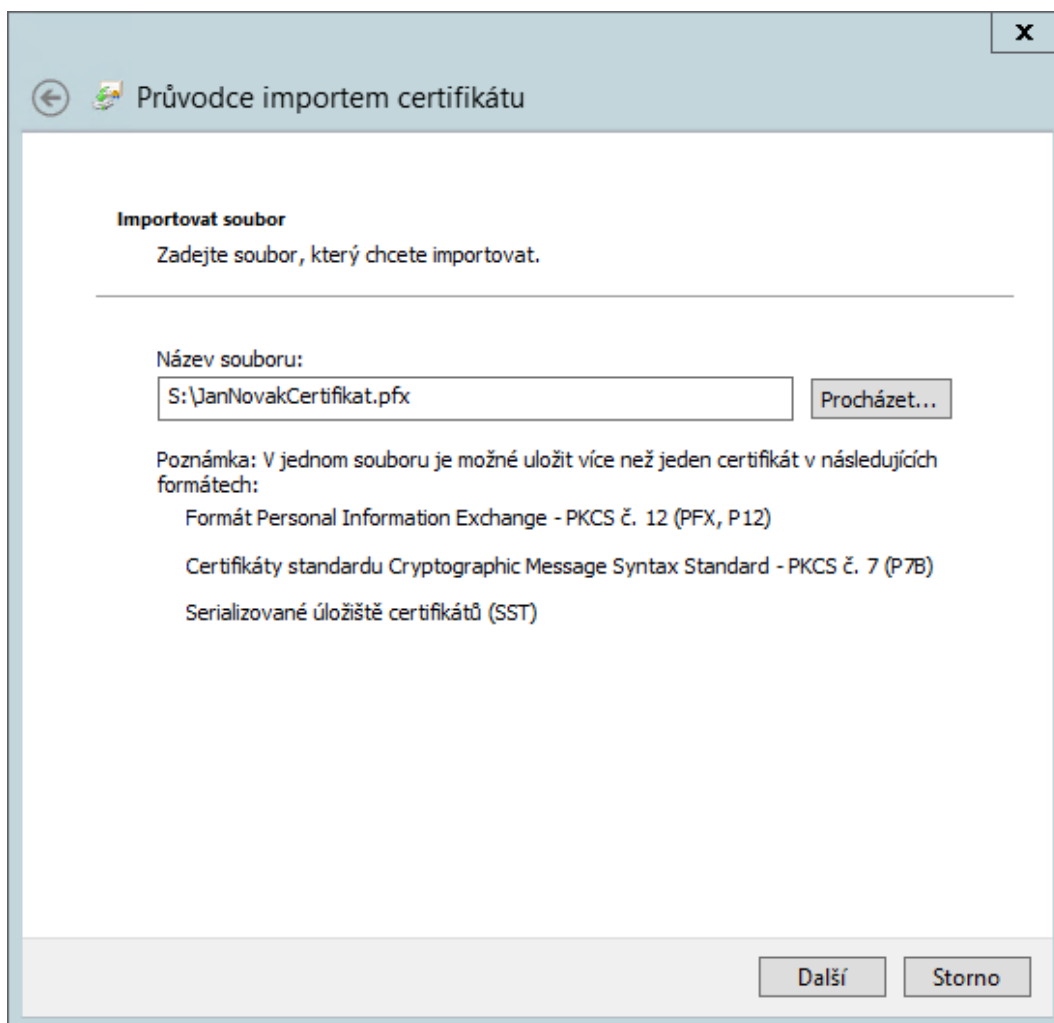 x
Průvodce importem certifikátu
Importovat soubor
Zadejte soubor, který chcete importovat.
Název souboru:
S:\JanNovakCertifikat.pfx
Procházet...
Poznámka: V jednom souboru je možné uložit více než jeden certifikát v následujících
formátech:
Formát Personal Information Exchange - PKCS č. 12 (PFX, P12)
Certifikáty standardu Cryptographic Message Syntax Standard - PKCS č. 7 (P7B)
Serializované úložiště certifikátů (SST)
Další
Storno